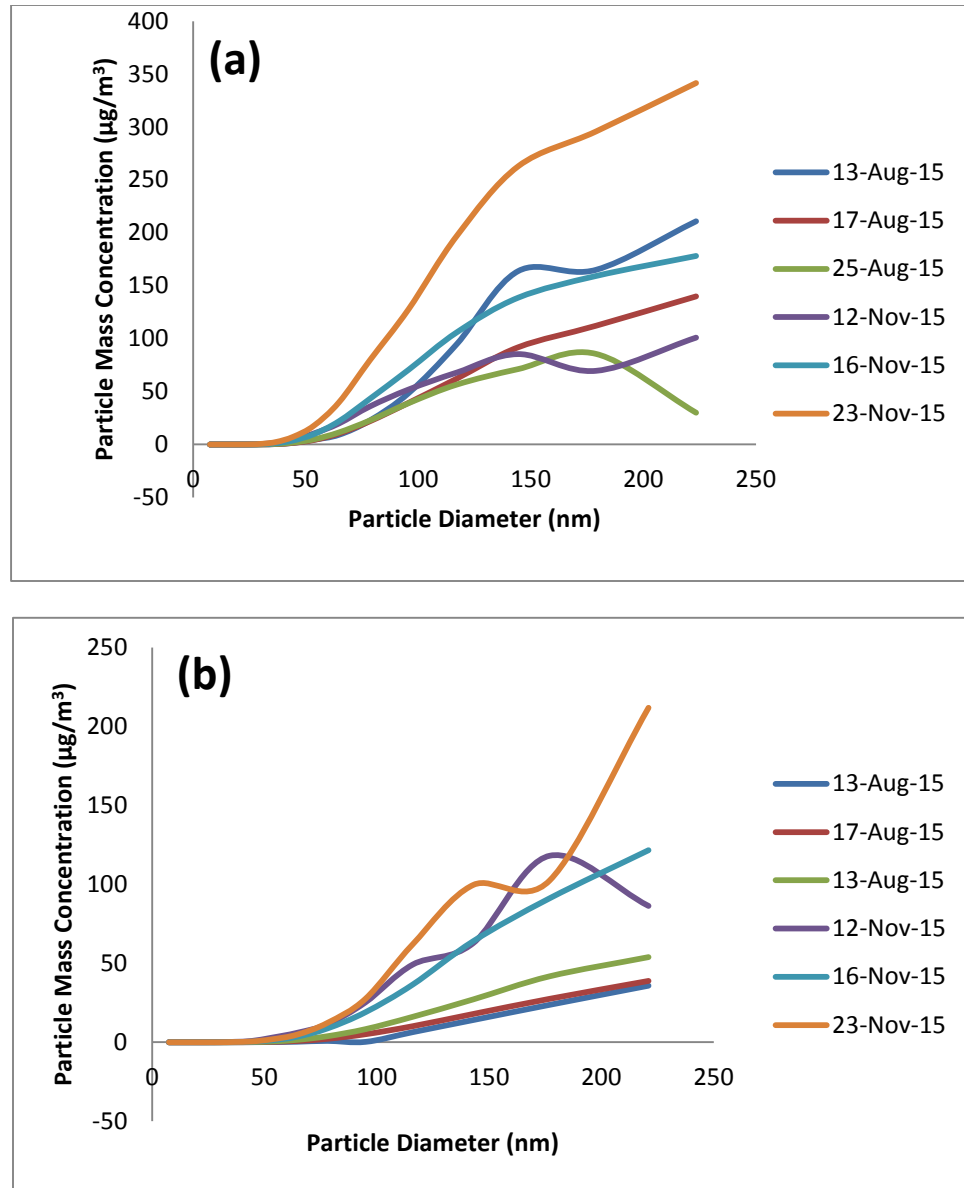 (a)
Particle Mass Concentration (µg/m³)
400
350
300
250
200
150
100
50
0
-50
0 50 100 150 200 250
Particle Diameter (nm)
13-Aug-15
17-Aug-15
25-Aug-15
12-Nov-15
16-Nov-15
23-Nov-15
(b)
Particle Mass Concentration (µg/m³)
250
200
150
100
50
0
-50
0 50 100 150 200 250
Particle Diameter (nm)
13-Aug-15
17-Aug-15
13-Aug-15
12-Nov-15
16-Nov-15
23-Nov-15